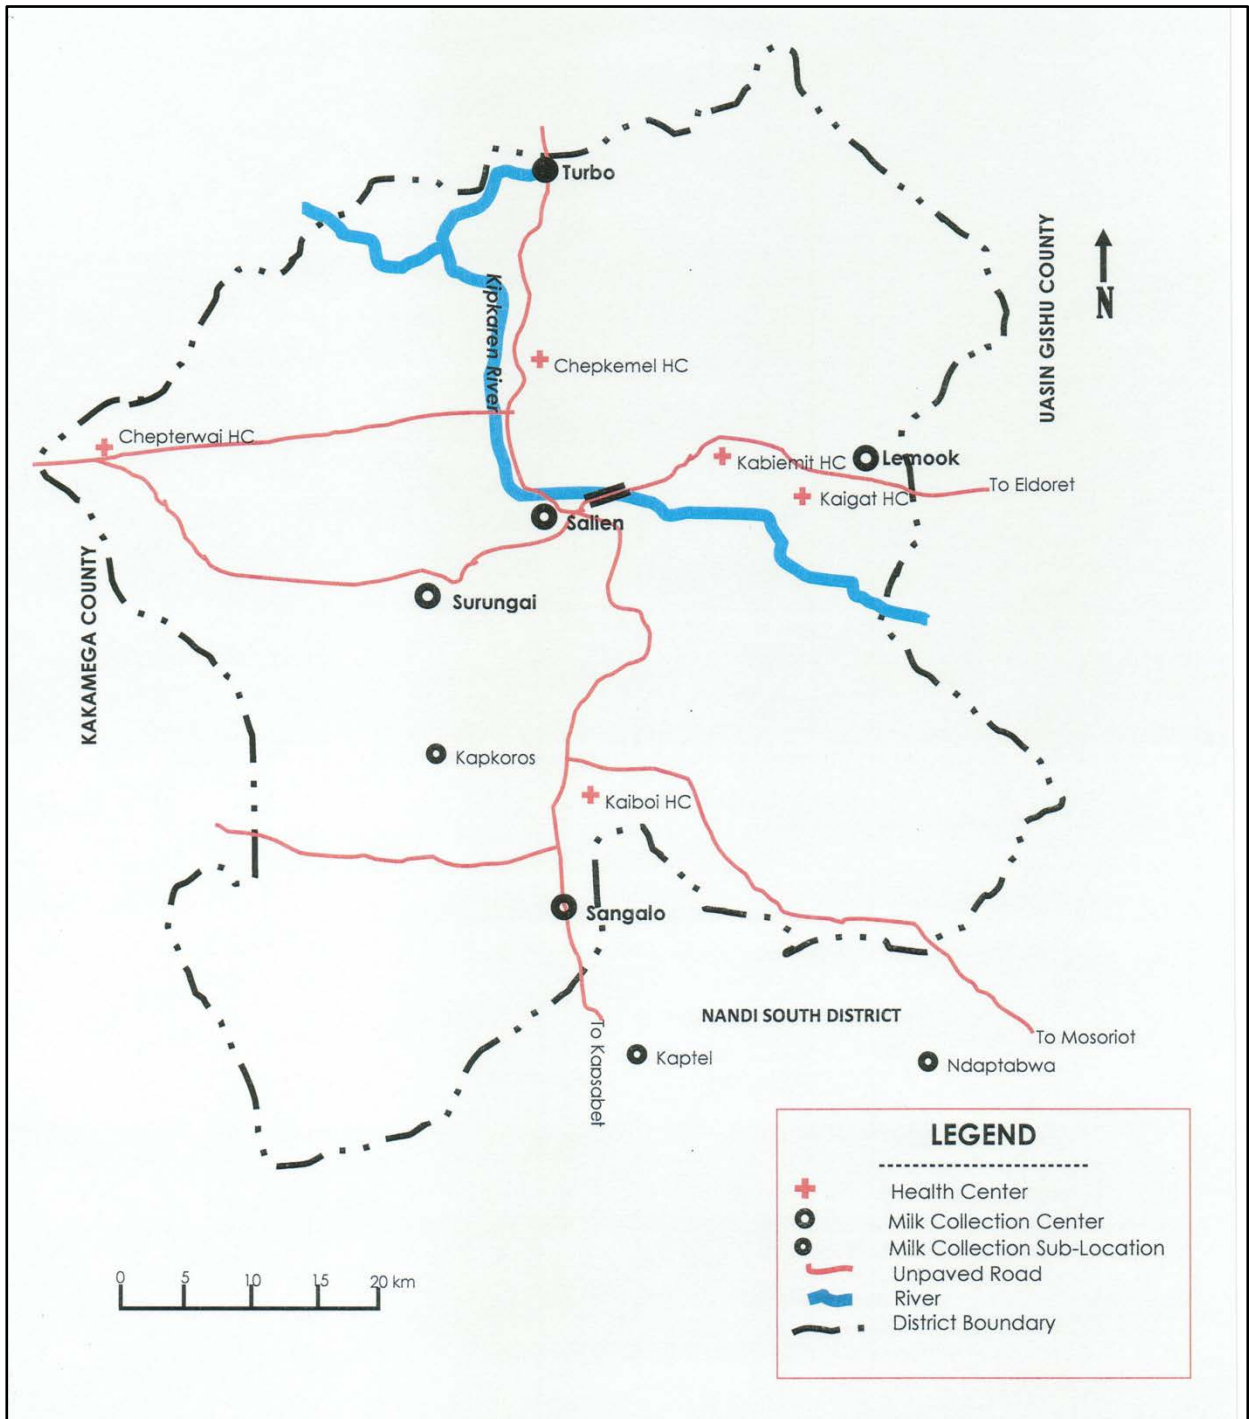 Turbo
UASIN GISHU COUNTY
N
Kipkaren River
Chepkemel HC
Chepterwai HC
Kabiemit HC
Lemook
To Eldoret
Kaigat HC
Salien
KAKAMEGA COUNTY
Surungai
Kapkoros
Kaiboi HC
Sangalo
NANDI SOUTH DISTRICT
To Kapsabet
To Mosoriot
Kaptel
Ndaptabwa
LEGEND
Health Center
Milk Collection Center
Milk Collection Sub-Location
Unpaved Road
River
District Boundary
0 5 10 15 20 km